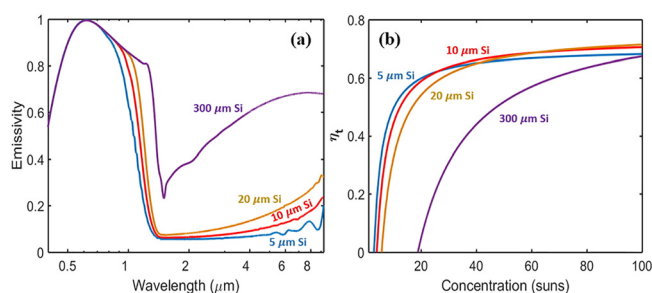 (a)
300 μm Si
20 μm Si
10 μm Si
5 μm Si
Emissivity
1
0.8
0.6
0.4
0.2
0
0.5
1
2
4
6
8
Wavelength (μm)
(b)
10 μm Si
5 μm Si
20 μm Si
300 μm Si
ηt
0.8
0.6
0.4
0.2
0
20
40
60
80
100
Concentration (suns)